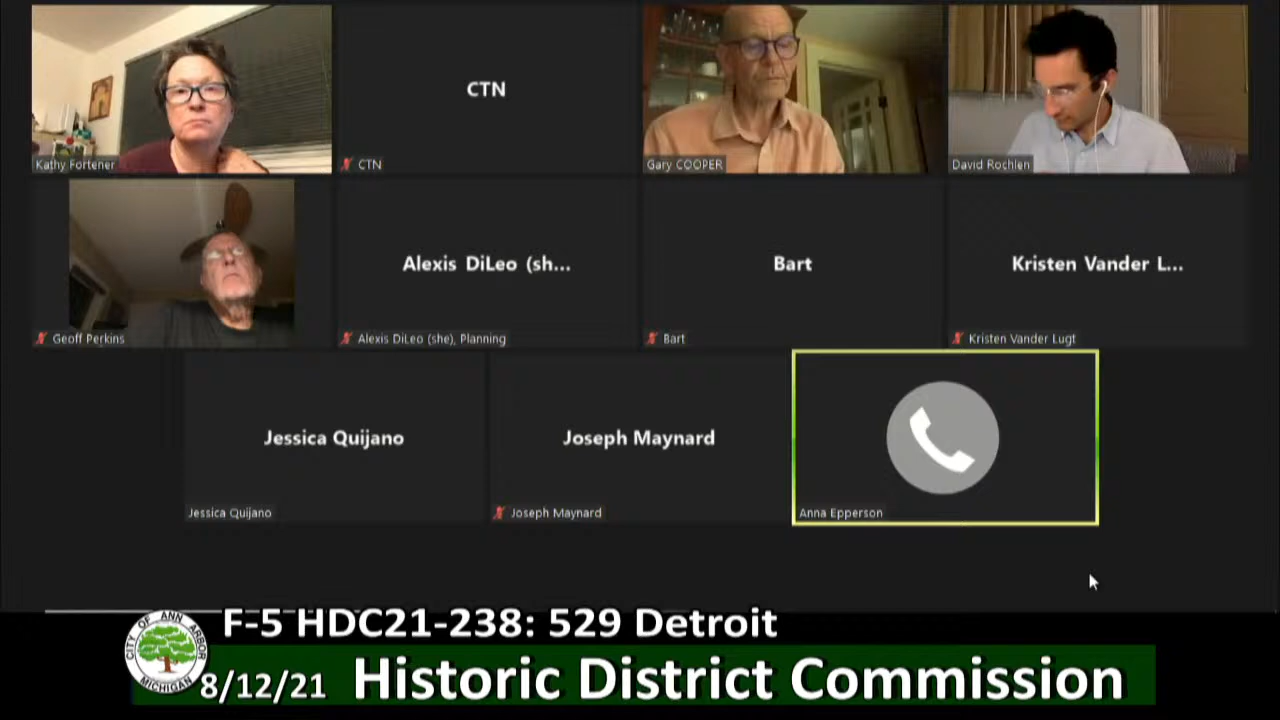 CTN
Kathy Fortener
CTN
Gary COOPER
David Rochlen
Alexis DiLeo (sh...
Bart
Kristen Vander L...
Geoff Perkins
Alexis DiLeo (she), Planning
Bart
Kristen Vander Lugt
Jessica Quijano
Joseph Maynard
Jessica Quijano
Joseph Maynard
Anna Epperson
F-5 HDC21-238: 529 Detroit
CITY OF ANN ARBOR
MICHIGAN
8/12/21 Historic District Commission